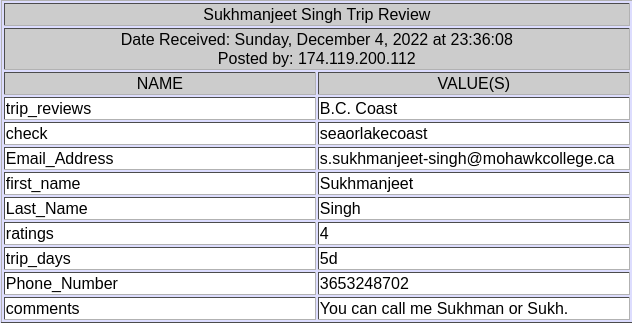 Sukhmanjeet Singh Trip Review
Date Received: Sunday, December 4, 2022 at 23:36:08
Posted by: 174.119.200.112
NAME VALUE(S)
trip_reviews B.C. Coast
check seaorlakecoast
Email_Address s.sukhmanjeet-singh@mohawkcollege.ca
first_name Sukhmanjeet
Last_Name Singh
ratings 4
trip_days 5d
Phone_Number 3653248702
comments You can call me Sukhman or Sukh.